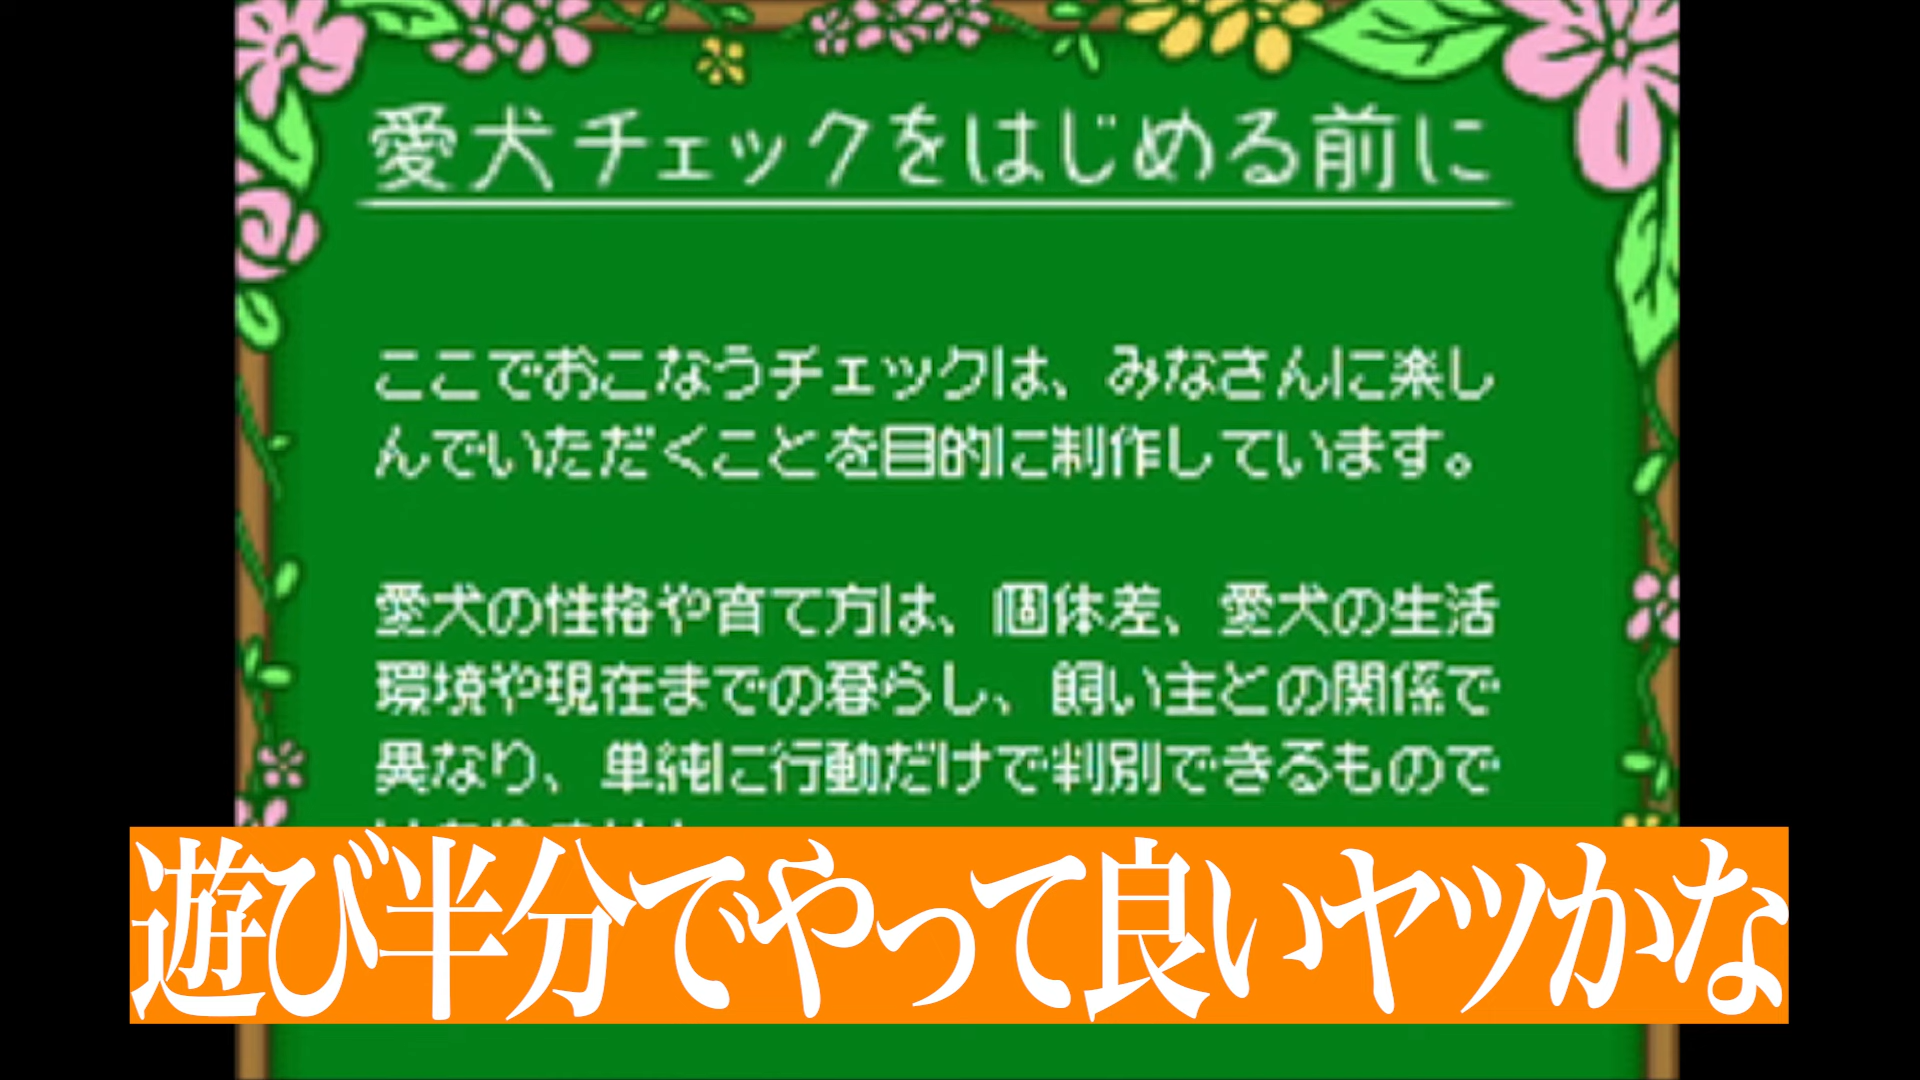 愛犬チェックをはじめる前に
ここでおこなうチェックは、みなさんに楽し
んでいただくことを目的に制作しています。
愛犬の性格や育て方は、個体差、愛犬の生活
環境や現在までの暮らし、飼い主との関係で
異なり、単純に行動だけで判別できるもので
遊び半分でやって良いヤツかな